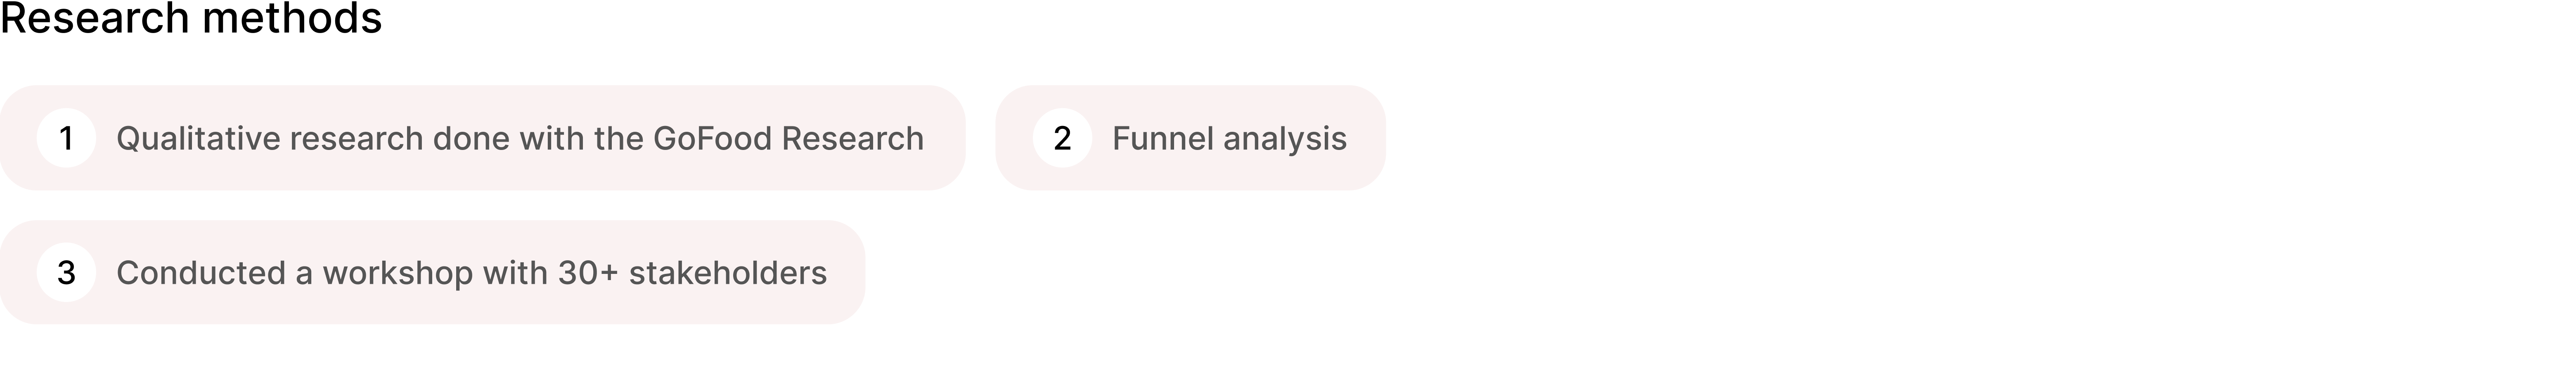 Research methods
1 Qualitative research done with the GoFood Research
2 Funnel analysis
3 Conducted a workshop with 30+ stakeholders